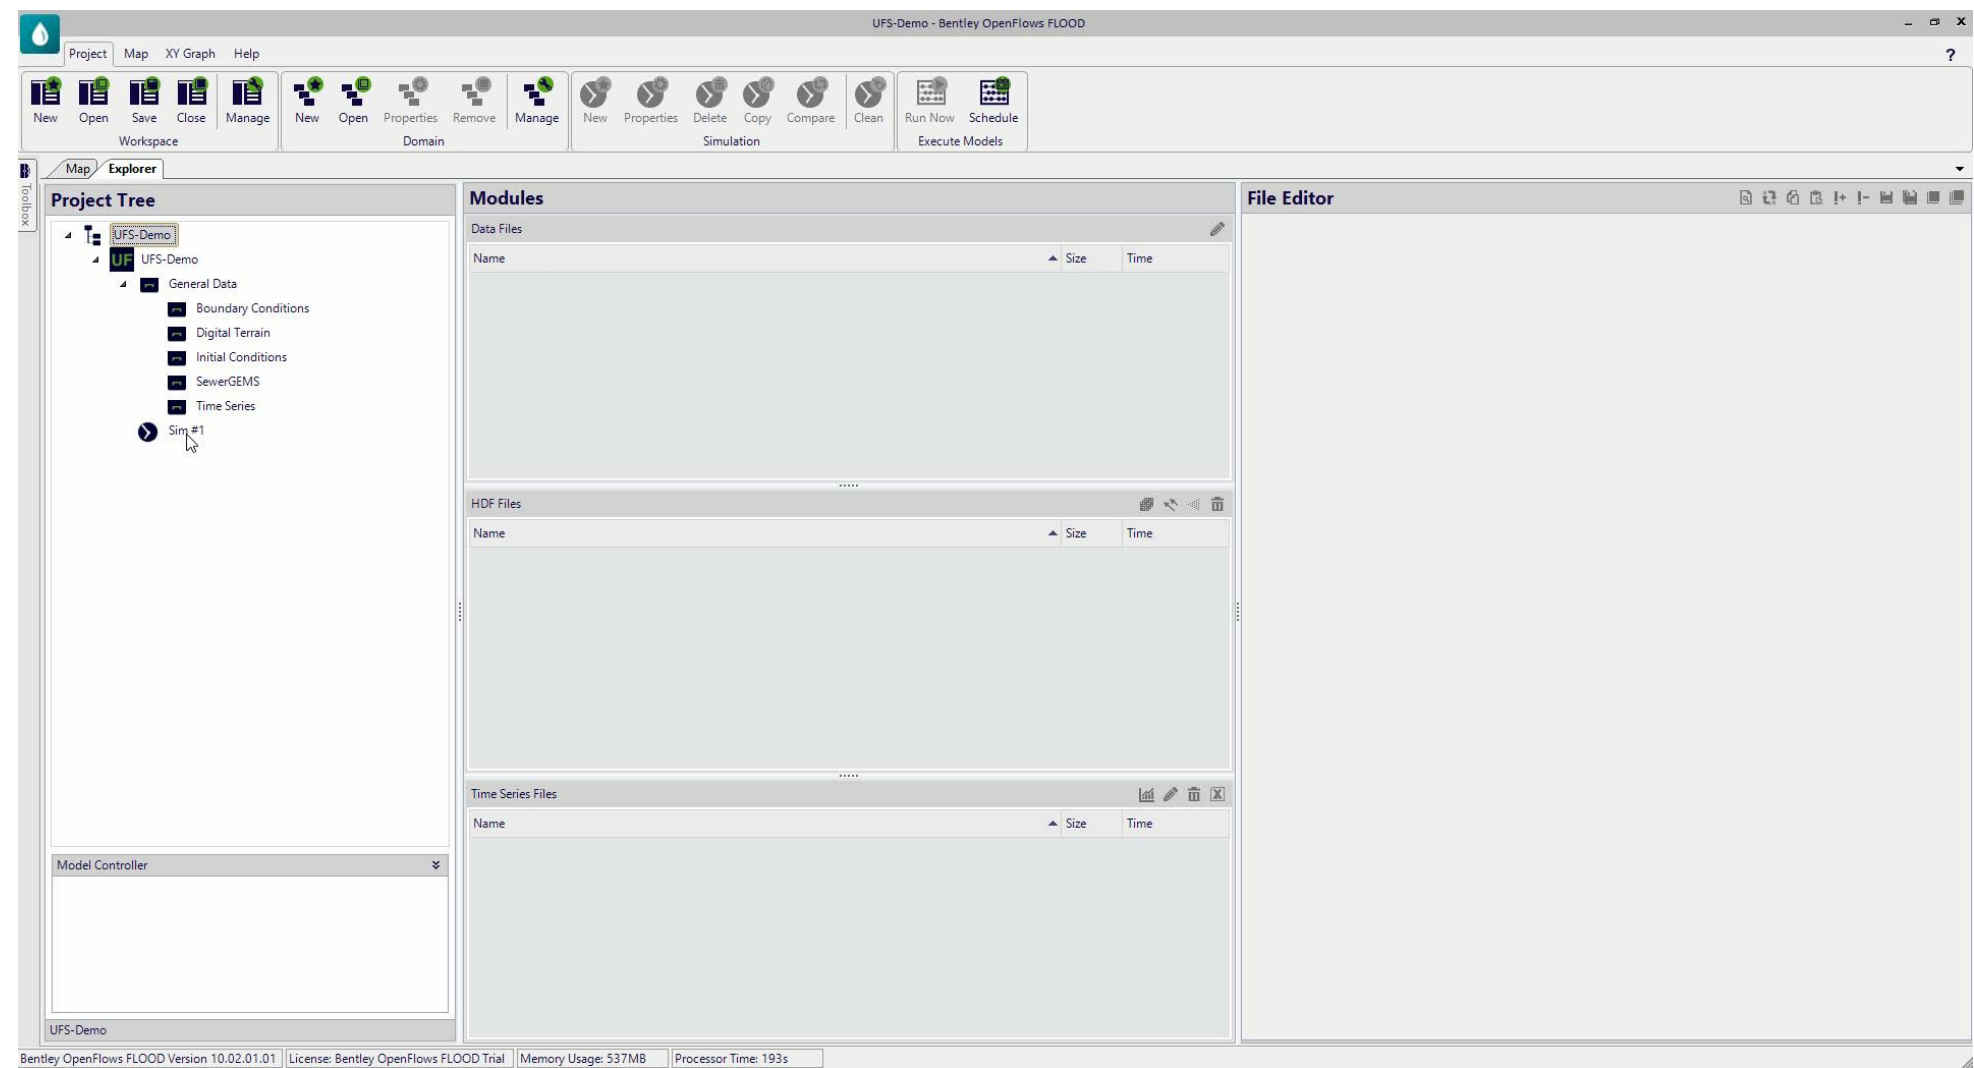 UFS-Demo - Bentley OpenFlows FLOOD
Project Map XY Graph Help
?
New Open Save Close Manage New Open Properties Remove Manage New Properties Delete Copy Compare Clean Run Now Schedule
Workspace Domain Simulation Execute Models
Toolbox
Map Explorer
Project Tree
UFS-Demo
UF UFS-Demo
General Data
Boundary Conditions
Digital Terrain
Initial Conditions
SewerGEMS
Time Series
Sim #1
Model Controller
UFS-Demo
Modules
Data Files
Name Size Time
HDF Files
Name Size Time
Time Series Files
Name Size Time
File Editor
Bentley OpenFlows FLOOD Version 10.02.01.01 License: Bentley OpenFlows FLOOD Trial Memory Usage: 537MB Processor Time: 193s